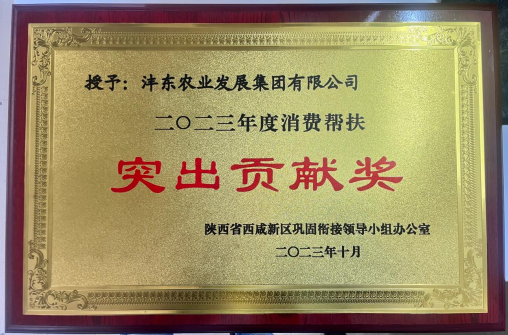 授予：沣东农业发展集团有限公司
二〇二三年度消费帮扶
突出贡献奖
陕西省西咸新区巩固衔接领导小组办公室
二〇二三年十月